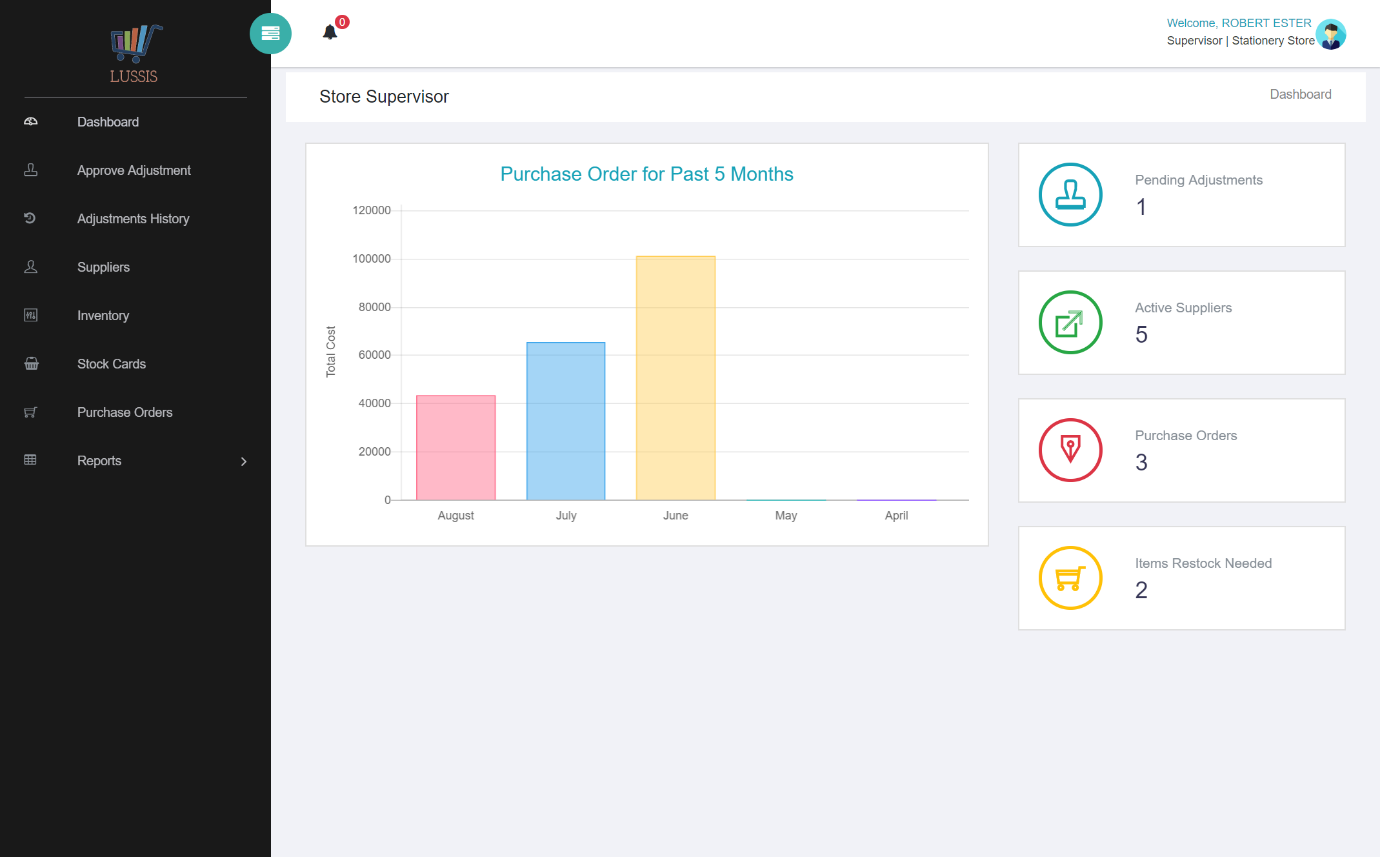 LUSSIS
Dashboard
Approve Adjustment
Adjustments History
Suppliers
Inventory
Stock Cards
Purchase Orders
Reports
0
Welcome, ROBERT ESTER
Supervisor | Stationery Store
Store Supervisor
Dashboard
Purchase Order for Past 5 Months
Total Cost
120000
100000
80000
60000
40000
20000
0
August July June May April
Pending Adjustments
1
Active Suppliers
5
Purchase Orders
3
Items Restock Needed
2